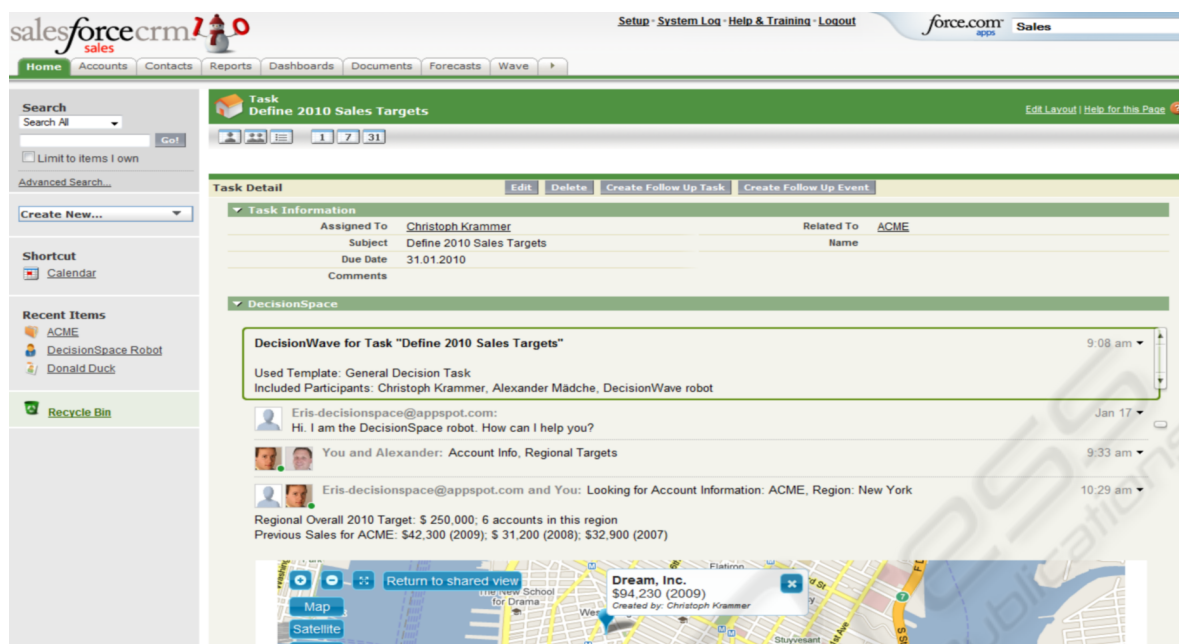 salesforcecrm 10
sales
Setup · System Log · Help & Training · Logout
force.com apps
Sales
Home Accounts Contacts Reports Dashboards Documents Forecasts Wave
Search
Search All
Go!
Limit to items I own
Advanced Search...
Create New...
Shortcut
Calendar
Recent Items
ACME
DecisionSpace Robot
Donald Duck
Recycle Bin
Task
Define 2010 Sales Targets
Edit Layout | Help for this Page
1 7 31
Task Detail Edit Delete Create Follow Up Task Create Follow Up Event
Task Information
Assigned To Christoph Krammer Related To ACME
Subject Define 2010 Sales Targets Name
Due Date 31.01.2010
Comments
DecisionSpace
DecisionWave for Task "Define 2010 Sales Targets" 9:08 am
Used Template: General Decision Task
Included Participants: Christoph Krammer, Alexander Mädche, DecisionWave robot
Eris-decisionspace@appspot.com: Jan 17
Hi. I am the DecisionSpace robot. How can I help you?
You and Alexander: Account Info, Regional Targets 9:33 am
Eris-decisionspace@appspot.com and You: Looking for Account Information: ACME, Region: New York 10:29 am
Regional Overall 2010 Target: $ 250,000; 6 accounts in this region
Previous Sales for ACME: $42,300 (2009); $ 31,200 (2008); $32,900 (2007)
Return to shared view
Map
Satellite
The New School
for Drama
Flatiron
Dream, Inc.
$94,230 (2009)
Created by: Christoph Krammer
Stuyvesant